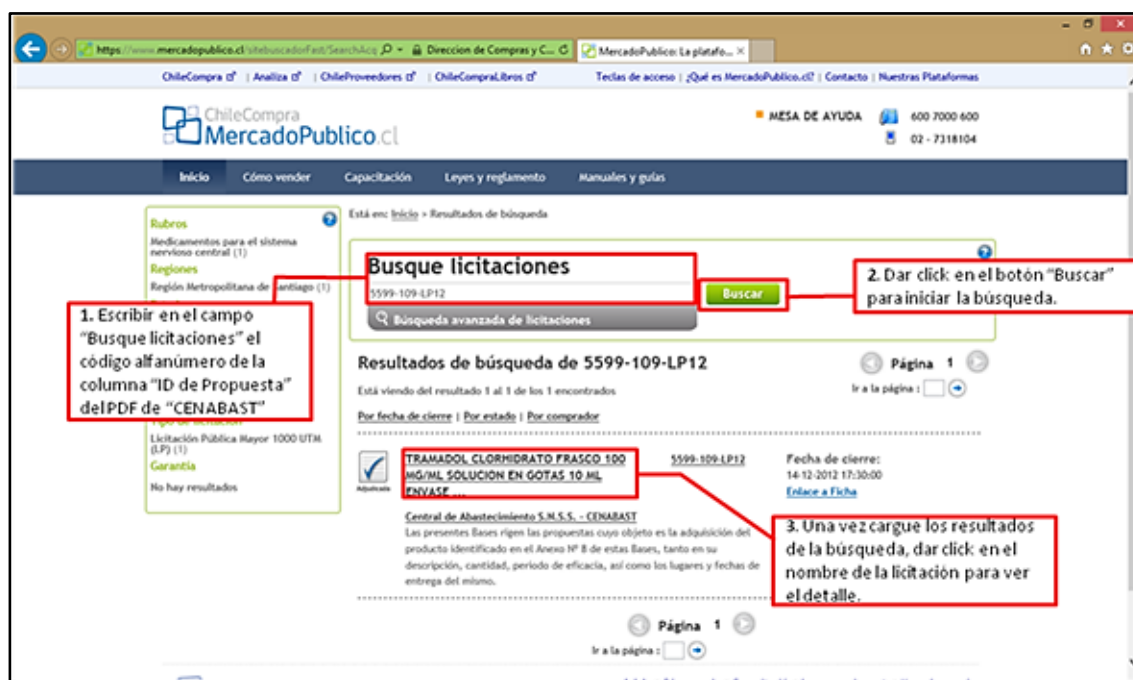 https://www.mercadopublico.cl/sitebuscadorFast/SearchAcq
Direccion de Compras y C...
MercadoPublico: La platafo...
ChileCompra | Analiza | ChileProveedores | ChileCompraLibros
Teclas de acceso | ¿Qué es MercadoPublico.cl? | Contacto | Nuestras Plataformas
ChileCompra
MercadoPublico.cl
MESA DE AYUDA
600 7000 600
02 - 7318104
Inicio Cómo vender Capacitación Leyes y reglamento Manuales y guías
Rubros
Medicamentos para el sistema
nervioso central (1)
Regiones
Región Metropolitana de Santiago (1)
1. Escribir en el campo
"Busque licitaciones" el
código alfanúmero de la
columna "ID de Propuesta"
del PDF de "CENABAST"
Tipo de licitación
Licitación Pública Mayor 1000 UTM
(LP) (1)
Garantía
No hay resultados
Está en: Inicio > Resultados de búsqueda
Busque licitaciones
5599-109-LP12
Buscar
Búsqueda avanzada de licitaciones
2. Dar click en el botón "Buscar"
para iniciar la búsqueda.
Resultados de búsqueda de 5599-109-LP12
Página 1
Está viendo del resultado 1 al 1 de los 1 encontrados
Ir a la página :
Por fecha de cierre | Por estado | Por comprador
Adjudicada
TRAMADOL CLORHIDRATO FRASCO 100
MG/ML SOLUCION EN GOTAS 10 ML
ENVASE ...
5599-109-LP12
Fecha de cierre:
14-12-2012 17:30:00
Enlace a Ficha
Central de Abastecimiento S.N.S.S. - CENABAST
Las presentes Bases rigen las propuestas cuyo objeto es la adquisición del
producto identificado en el Anexo Nº 8 de estas Bases, tanto en su
descripción, cantidad, periodo de eficacia, así como los lugares y fechas de
entrega del mismo.
3. Una vez cargue los resultados
de la búsqueda, dar click en el
nombre de la licitación para ver
el detalle.
Página 1
Ir a la página :